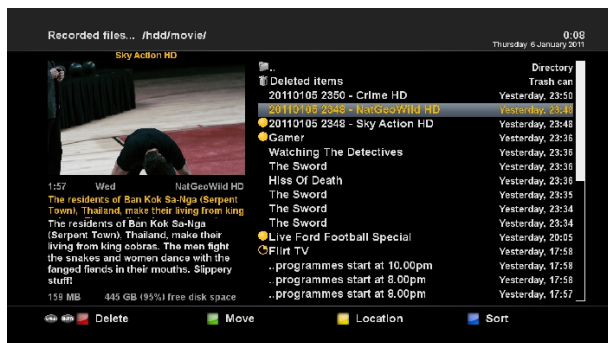 Recorded files... /hdd/movie/
0:08
Thursday 6 January 2011
Sky Action HD
.. Directory
Deleted items Trash can
20110105 2350 - Crime HD Yesterday, 23:50
20110105 2348 - NatGeoWild HD Yesterday, 23:48
20110105 2348 - Sky Action HD Yesterday, 23:48
Gamer Yesterday, 23:36
Watching The Detectives Yesterday, 23:36
The Sword Yesterday, 23:36
Hiss Of Death Yesterday, 23:36
The Sword Yesterday, 23:35
The Sword Yesterday, 23:34
The Sword Yesterday, 23:34
Live Ford Football Special Yesterday, 20:05
Flirt TV Yesterday, 17:58
..programmes start at 10.00pm Yesterday, 17:58
..programmes start at 8.00pm Yesterday, 17:58
..programmes start at 8.00pm Yesterday, 17:57
1:57 Wed NatGeoWild HD
The residents of Ban Kok Sa-Nga (Serpent
Town), Thailand, make their living from king
The residents of Ban Kok Sa-Nga
(Serpent Town), Thailand, make their
living from king cobras. The men fight
the snakes and women dance with the
fanged fiends in their mouths. Slippery
stuff!
159 MB 445 GB (95%) free disk space
Delete Move Location Sort